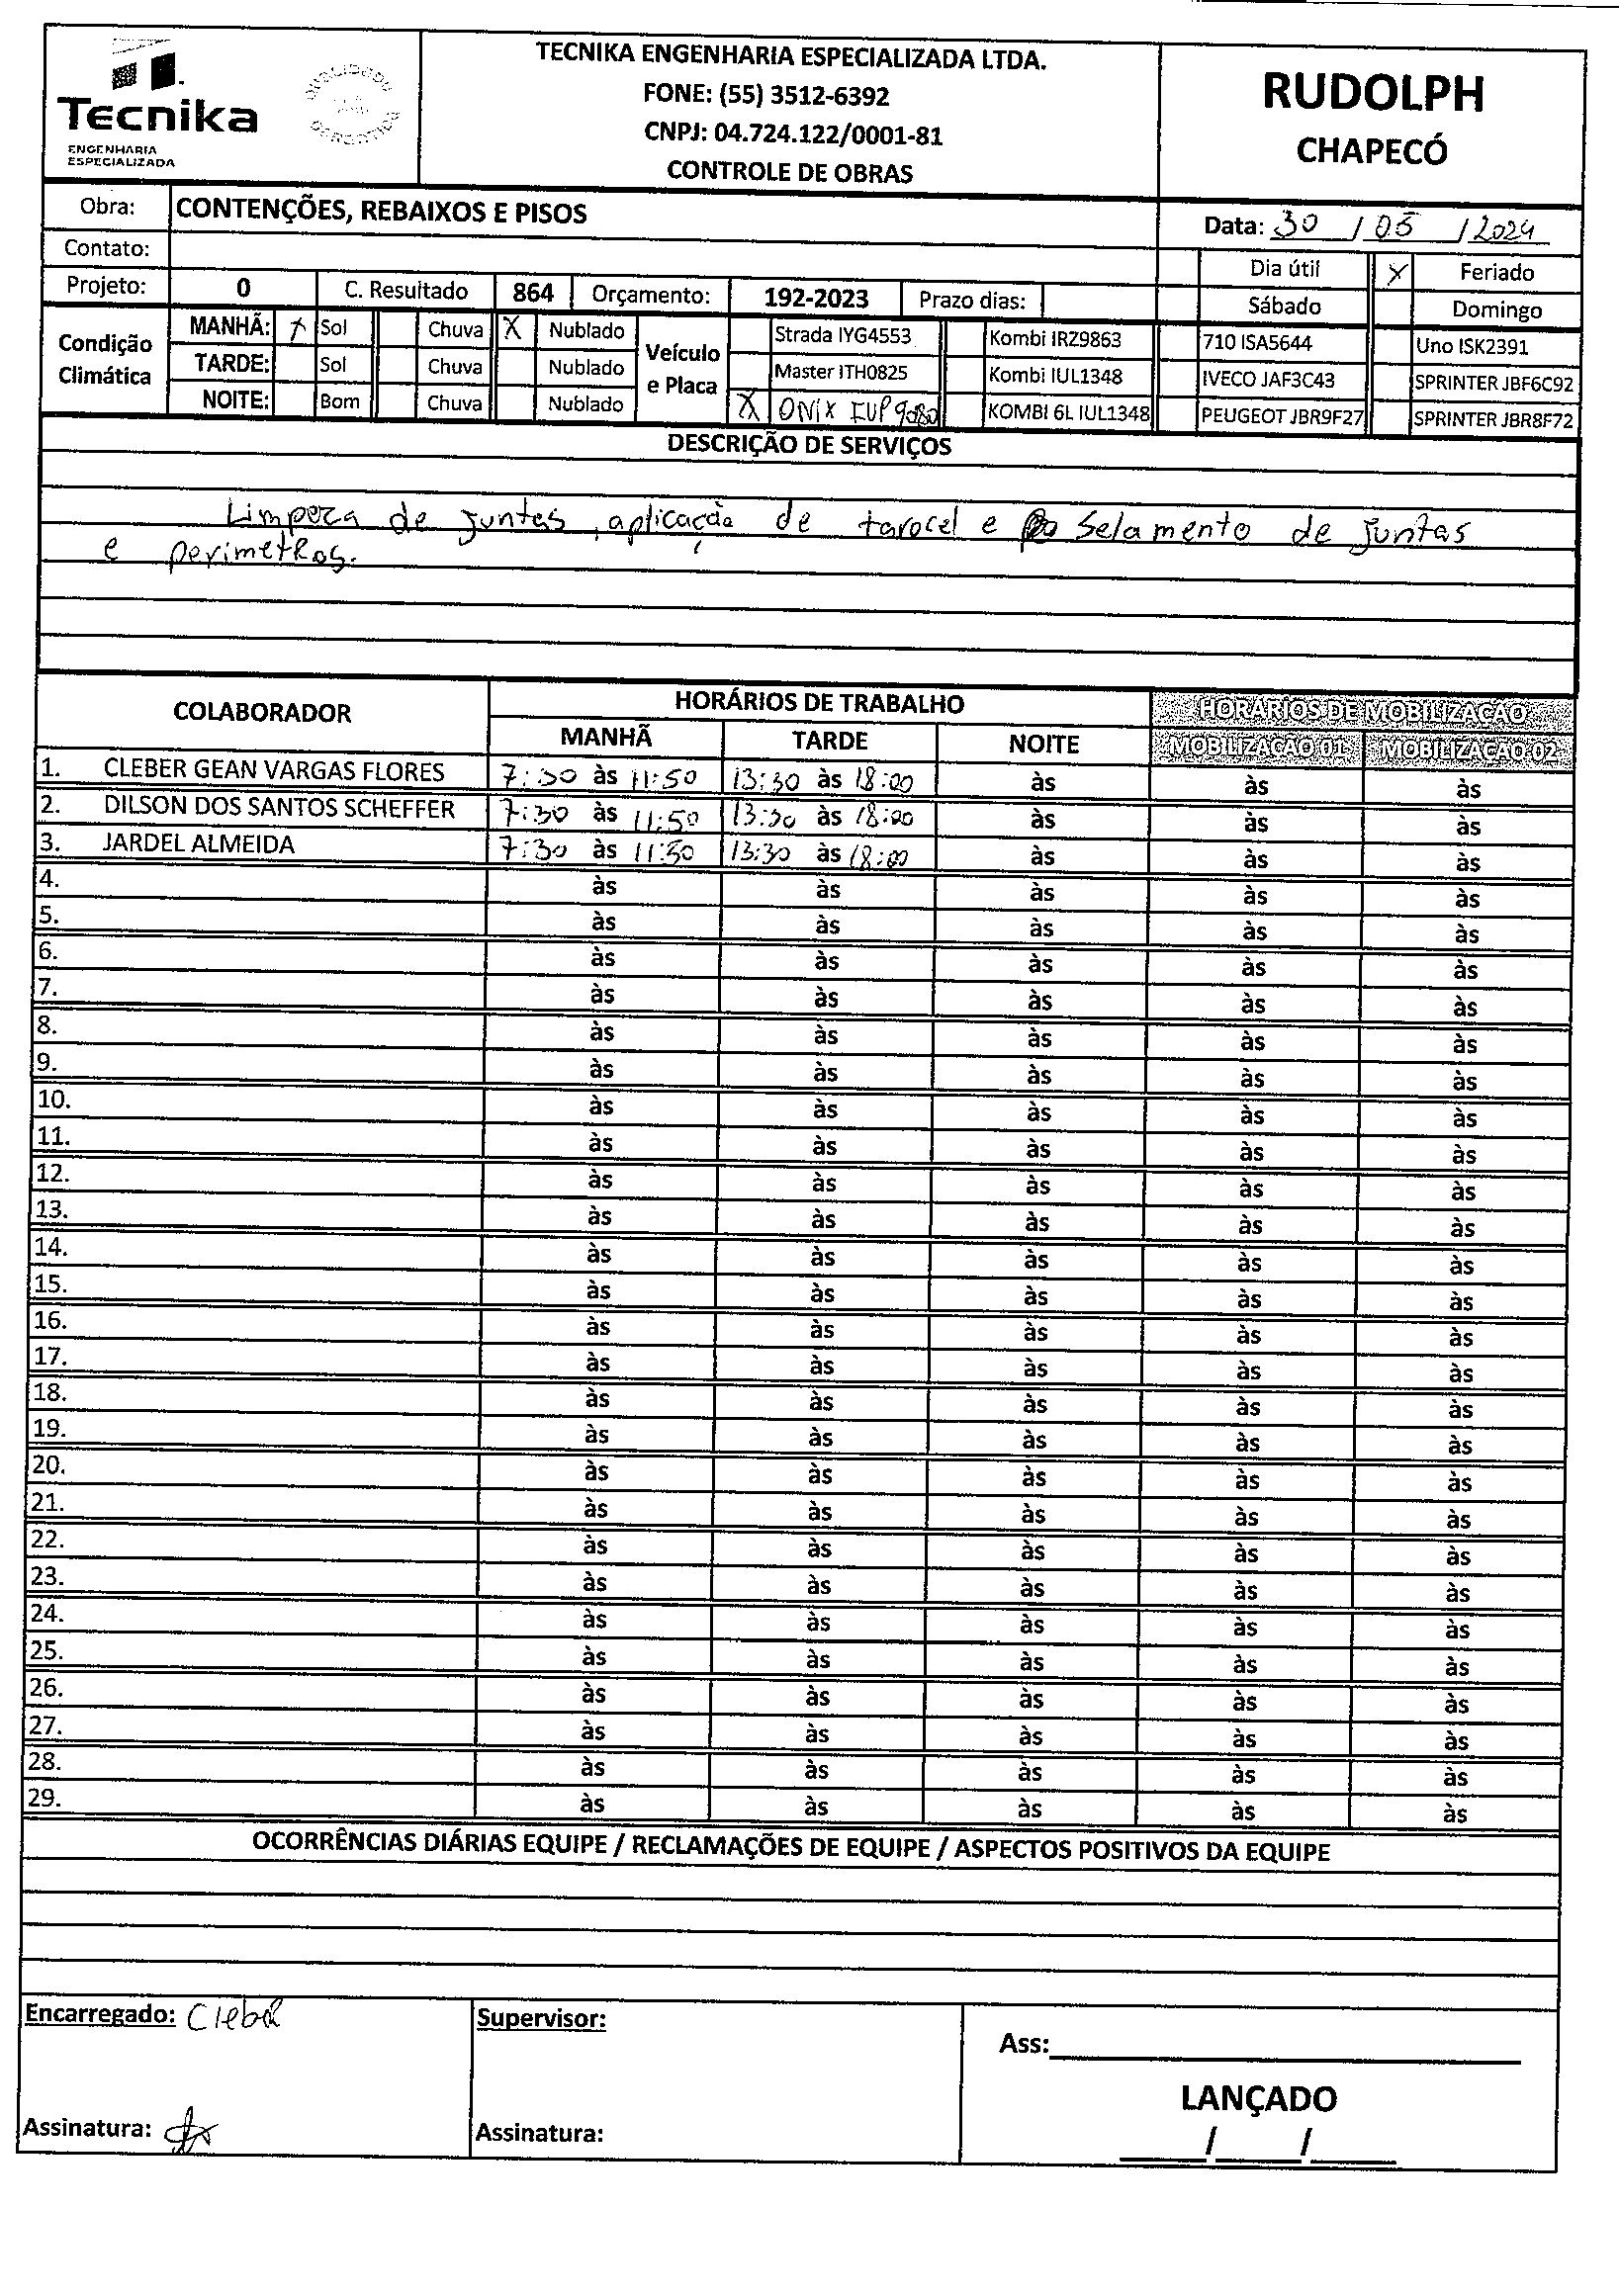 Tecnika
ENGENHARIA
ESPECIALIZADA
TECNIKA ENGENHARIA ESPECIALIZADA LTDA.
FONE: (55) 3512-6392
CNPJ: 04.724.122/0001-81
CONTROLE DE OBRAS
RUDOLPH
CHAPECÓ
Obra: CONTENÇÕES, REBAIXOS E PISOS
Data: 30 / 05 / 2024
Contato:
Dia útil X Feriado
Projeto: 0 C. Resultado 864 Orçamento: 192-2023 Prazo dias:
Sábado Domingo
Condição Climática
MANHÃ: X Sol Chuva X Nublado
TARDE: Sol Chuva Nublado
NOITE: Bom Chuva Nublado
Veículo e Placa
Strada IYG4553 Kombi IRZ9863 710 ISA5644 Uno ISK2391
Master ITH0825 Kombi IUL1348 IVECO JAF3C43 SPRINTER JBF6C92
X ONIX KOMBI 6L IUL1348 PEUGEOT JBR9F27 SPRINTER JBR8F72
DESCRIÇÃO DE SERVIÇOS
Limpeza de juntas, aplicação de tarocel e Selamento de juntas
e perimetros.
COLABORADOR HORÁRIOS DE TRABALHO HORÁRIOS DE MOBILIZACAO
MANHÃ TARDE NOITE MOBILIZAÇAO 01 MOBILIZAÇAO 02
1. CLEBER GEAN VARGAS FLORES 7:30 às 11:50 13:30 às 18:00 às às às
2. DILSON DOS SANTOS SCHEFFER 7:30 às 11:50 13:30 às 18:00 às às às
3. JARDEL ALMEIDA 7:30 às 11:50 13:30 às 18:00 às às às
4. às às às às às
5. às às às às às
6. às às às às às
7. às às às às às
8. às às às às às
9. às às às às às
10. às às às às às
11. às às às às às
12. às às às às às
13. às às às às às
14. às às às às às
15. às às às às às
16. às às às às às
17. às às às às às
18. às às às às às
19. às às às às às
20. às às às às às
21. às às às às às
22. às às às às às
23. às às às às às
24. às às às às às
25. às às às às às
26. às às às às às
27. às às às às às
28. às às às às às
29. às às às às às
OCORRÊNCIAS DIÁRIAS EQUIPE / RECLAMAÇÕES DE EQUIPE / ASPECTOS POSITIVOS DA EQUIPE
Encarregado: Cleber
Supervisor:
Ass:
LANÇADO
Assinatura:
Assinatura:
/ /